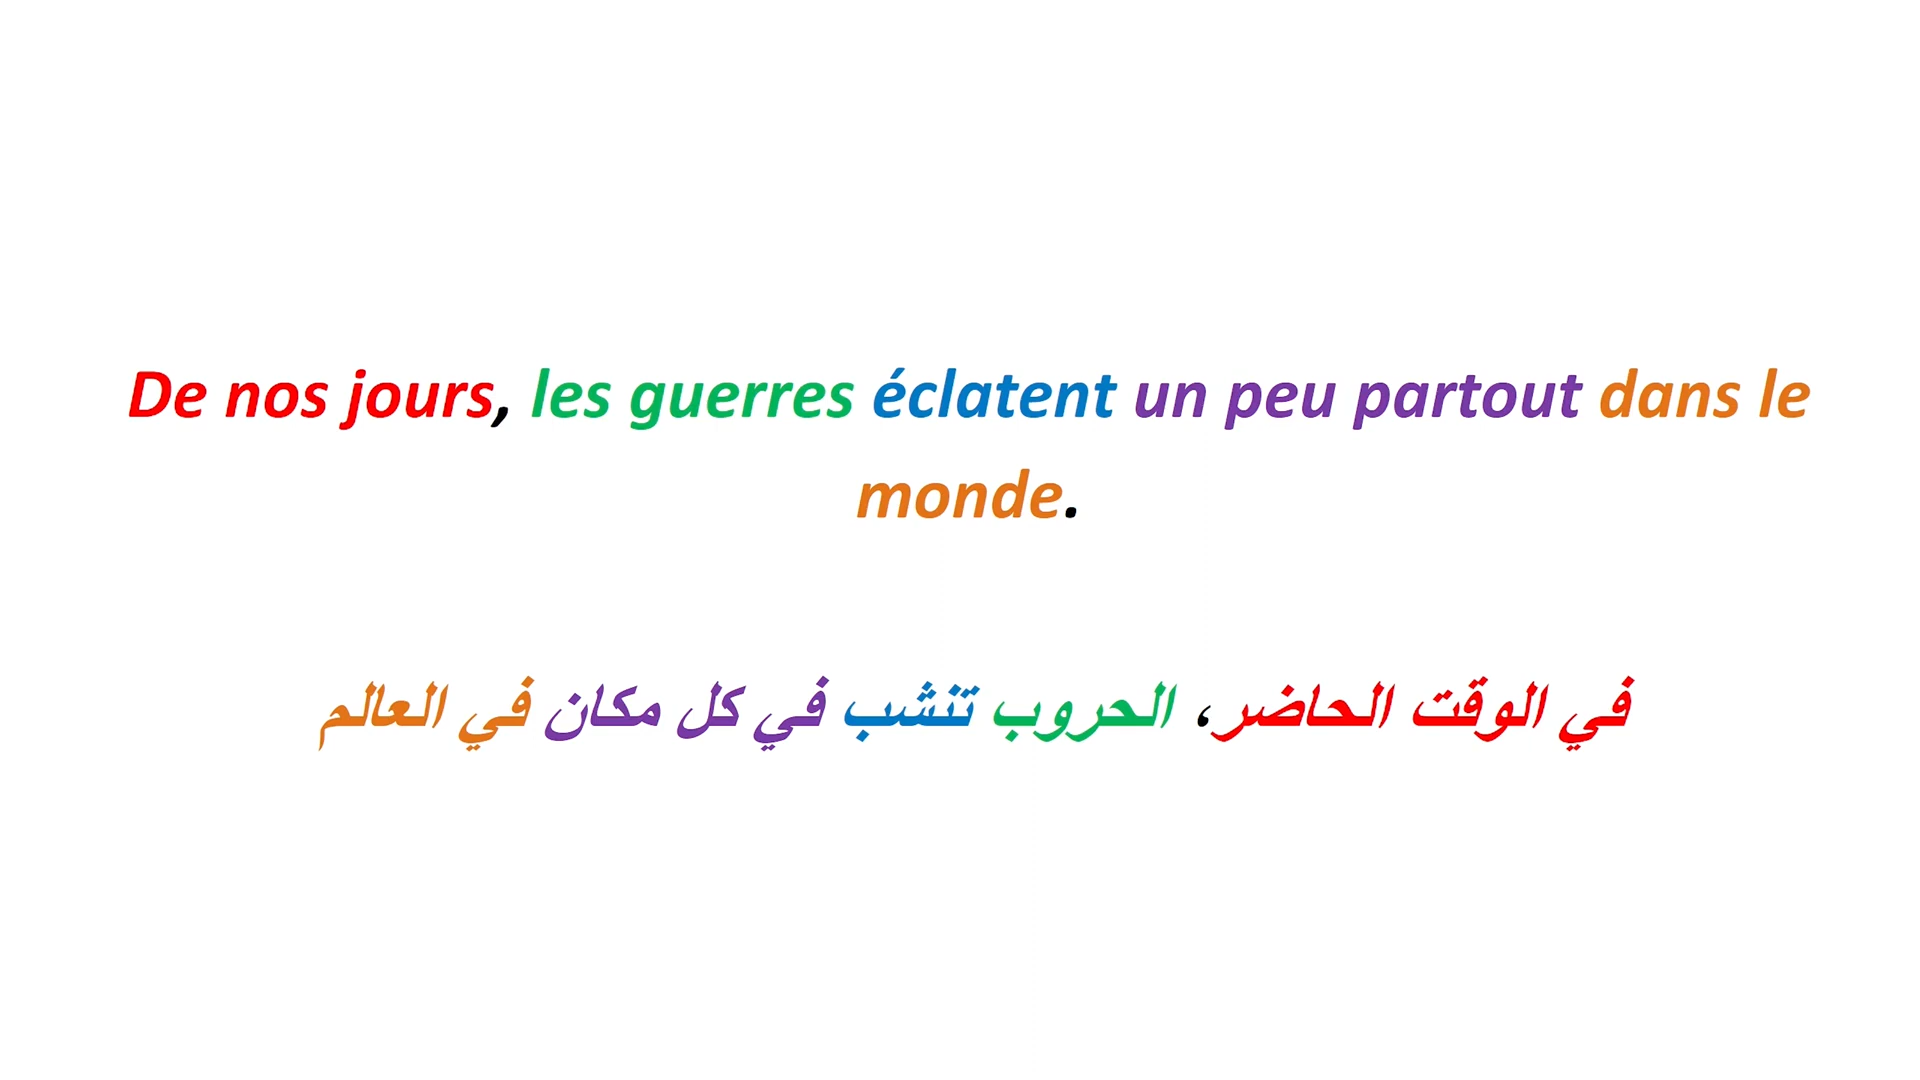 De nos jours, les guerres éclatent un peu partout dans le
monde.
في الوقت الحاضر، الحروب تنشب في كل مكان في العالم